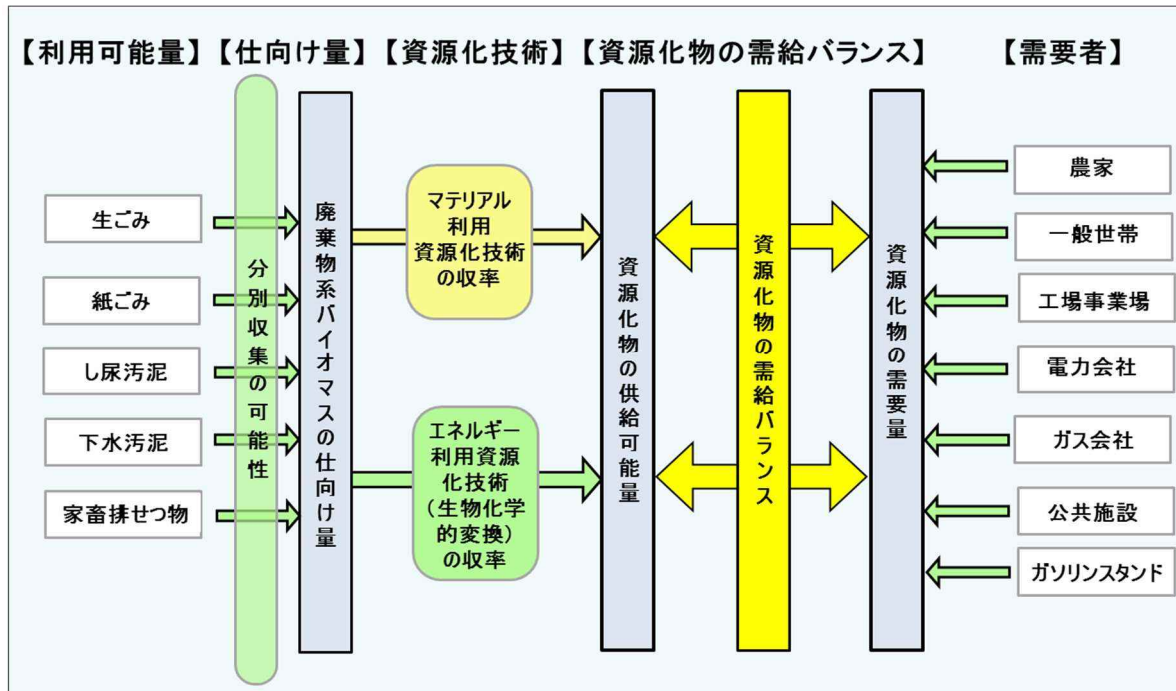 【利用可能量】【仕向け量】【資源化技術】【資源化物の需給バランス】【需要者】
生ごみ
紙ごみ
し尿汚泥
下水汚泥
家畜排せつ物
分別収集の可能性
廃棄物系バイオマスの仕向け量
マテリアル
利用
資源化技術
の収率
エネルギー
利用資源
化技術
(生物化学
的変換)
の収率
資源化物の供給可能量
資源化物の需給バランス
資源化物の需要量
農家
一般世帯
工場事業場
電力会社
ガス会社
公共施設
ガソリンスタンド